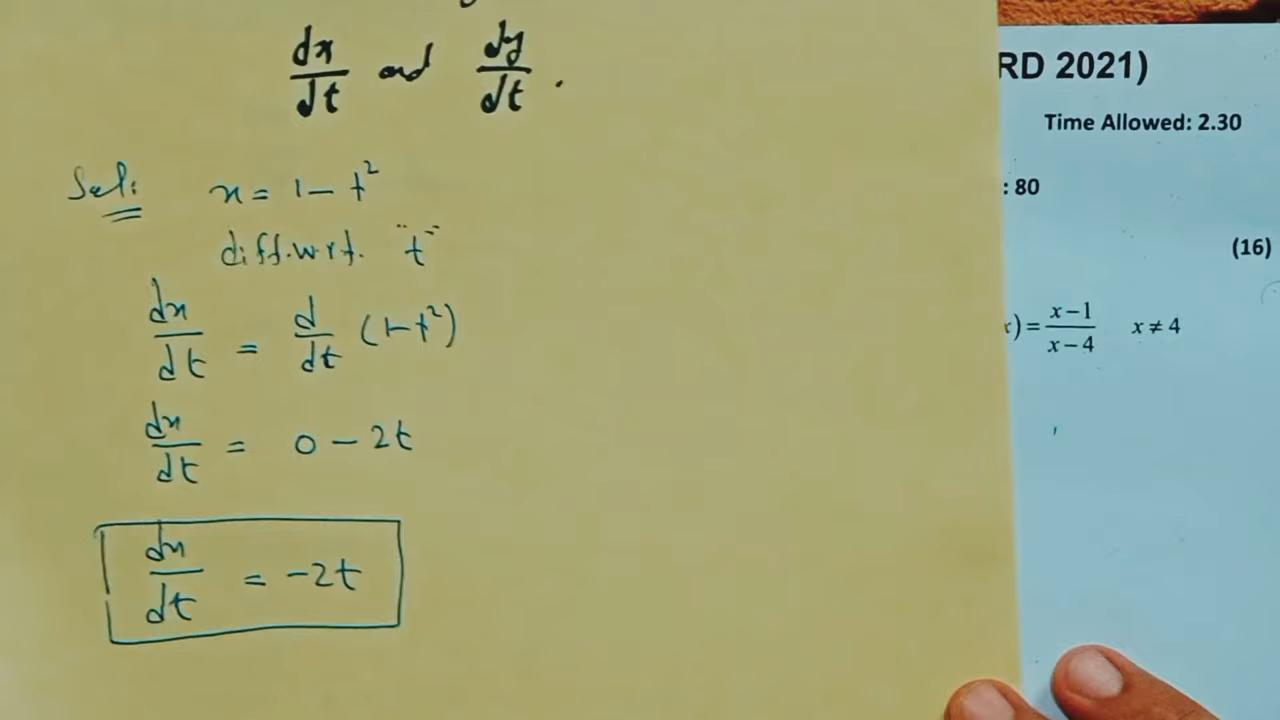 dx/dt and dy/dt.
Sol: x = 1 - t²
diff.w.r.t. "t"
dx/dt = d/dt (1-t²)
dx/dt = 0 - 2t
dx/dt = -2t
RD 2021)
Time Allowed: 2.30
: 80
(16)
) = x-1/x-4 x ≠ 4